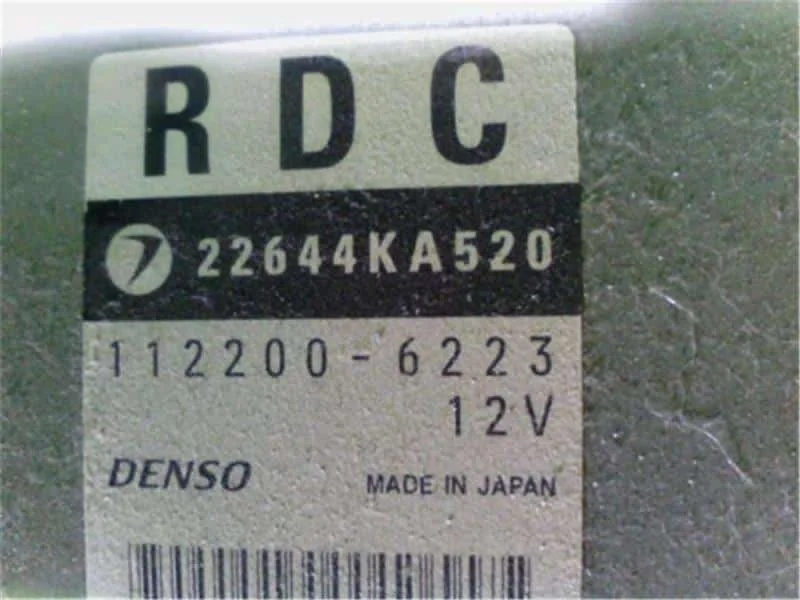 RDC
22644KA520
112200-6223
12V
DENSO
MADE IN JAPAN